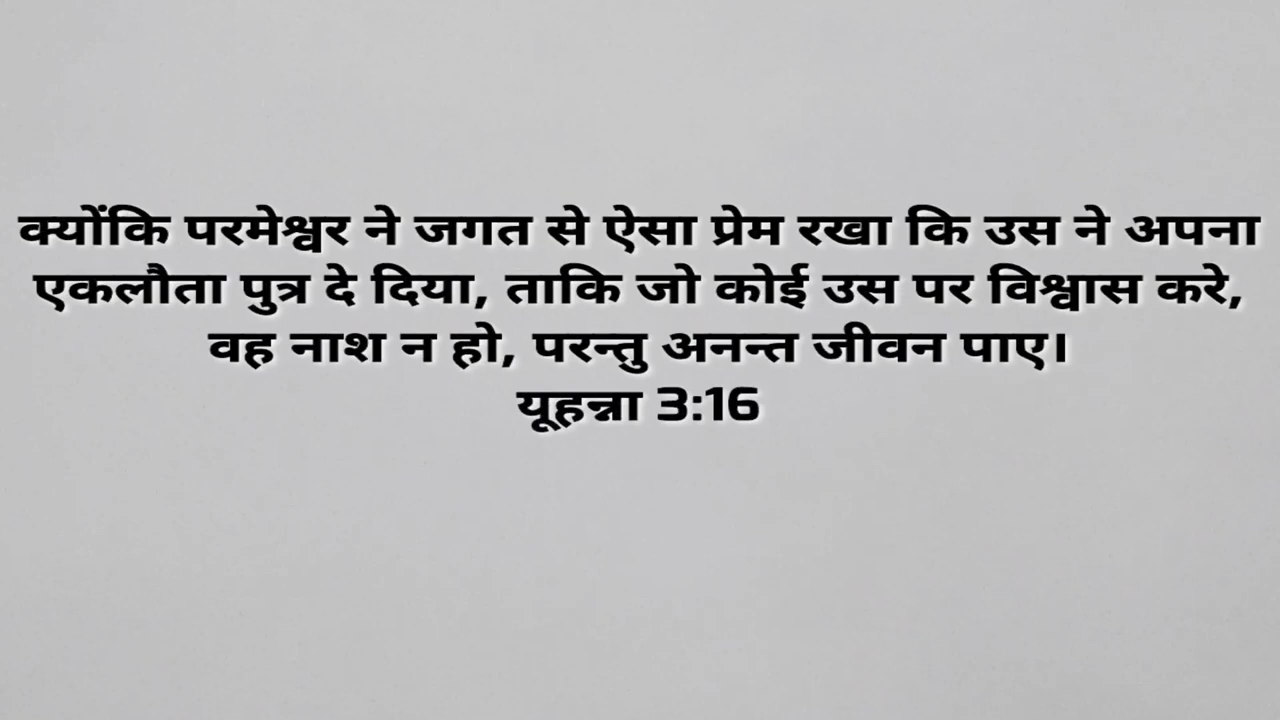 क्योंकि परमेश्वर ने जगत से ऐसा प्रेम रखा कि उस ने अपना
एकलौता पुत्र दे दिया, ताकि जो कोई उस पर विश्वास करे,
वह नाश न हो, परन्तु अनन्त जीवन पाए।
यूहन्ना 3:16